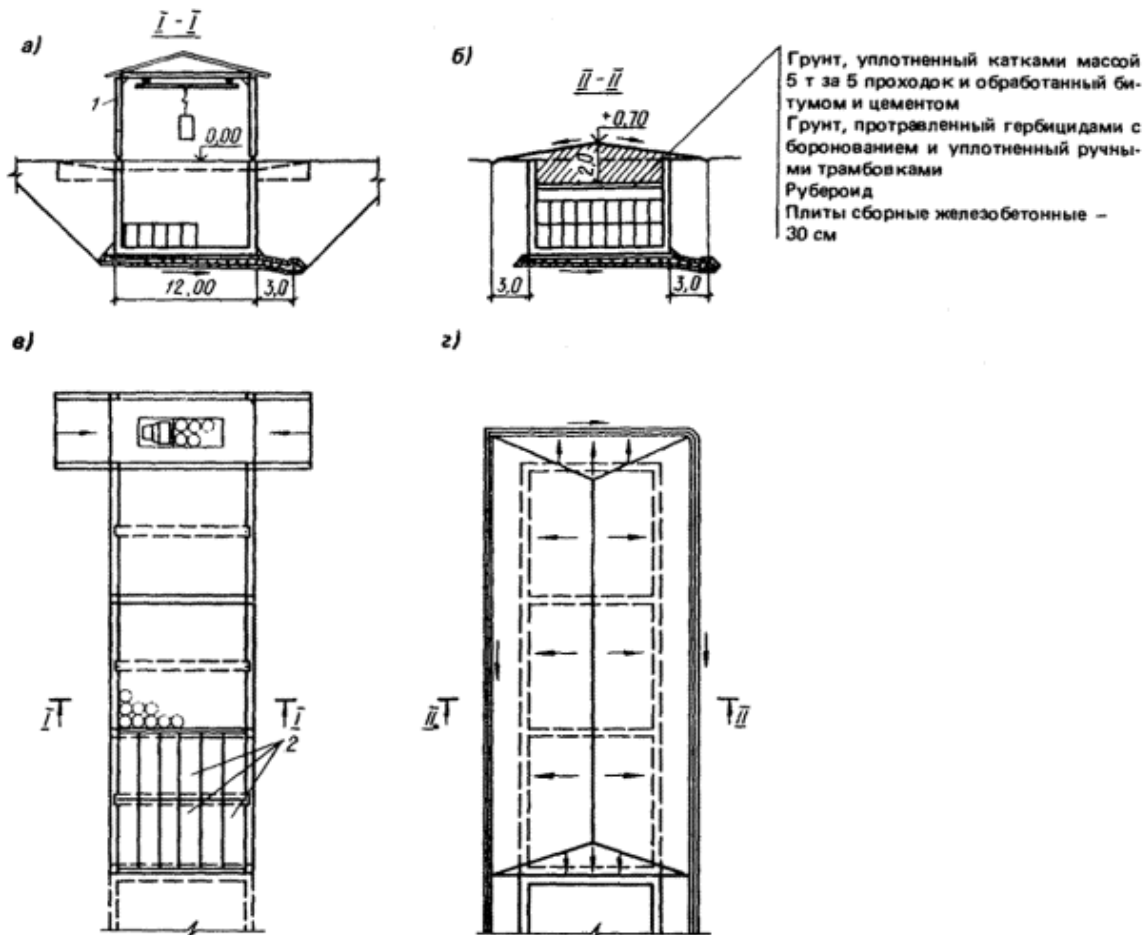 I - I
а)
1
0,00
12,00
3,0
б)
II - II
+0,70
2,0
3,0
3,0
Грунт, уплотненный катками массой
5 т за 5 проходок и обработанный би-
тумом и цементом
Грунт, протравленный гербицидами с
боронованием и уплотненный ручны-
ми трамбовками
Рубероид
Плиты сборные железобетонные –
30 см
в)
I
I
2
г)
II
II